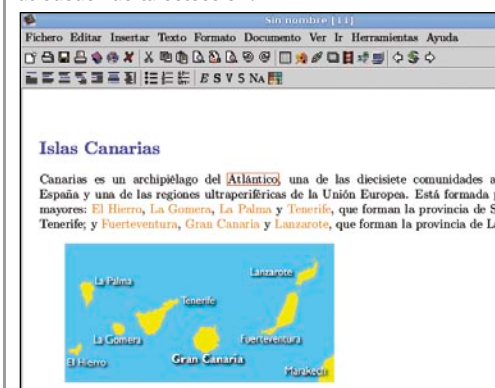 Sin nombre [11]
Fichero Editar Insertar Texto Formato Documento Ver Ir Herramientas Ayuda
E S V 5 NA
Islas Canarias
Canarias es un archipiélago del Atlántico, una de las diecisiete comunidades a
España y una de las regiones ultraperiféricas de la Unión Europea. Está formada
mayores: El Hierro, La Gomera, La Palma y Tenerife, que forman la provincia de S
Tenerife; y Fuerteventura, Gran Canaria y Lanzarote, que forman la provincia de L
Lanzarote
La Palma
Tenerife
La Gomera
Fuerteventura
El Hierro
Gran Canaria
Marakech